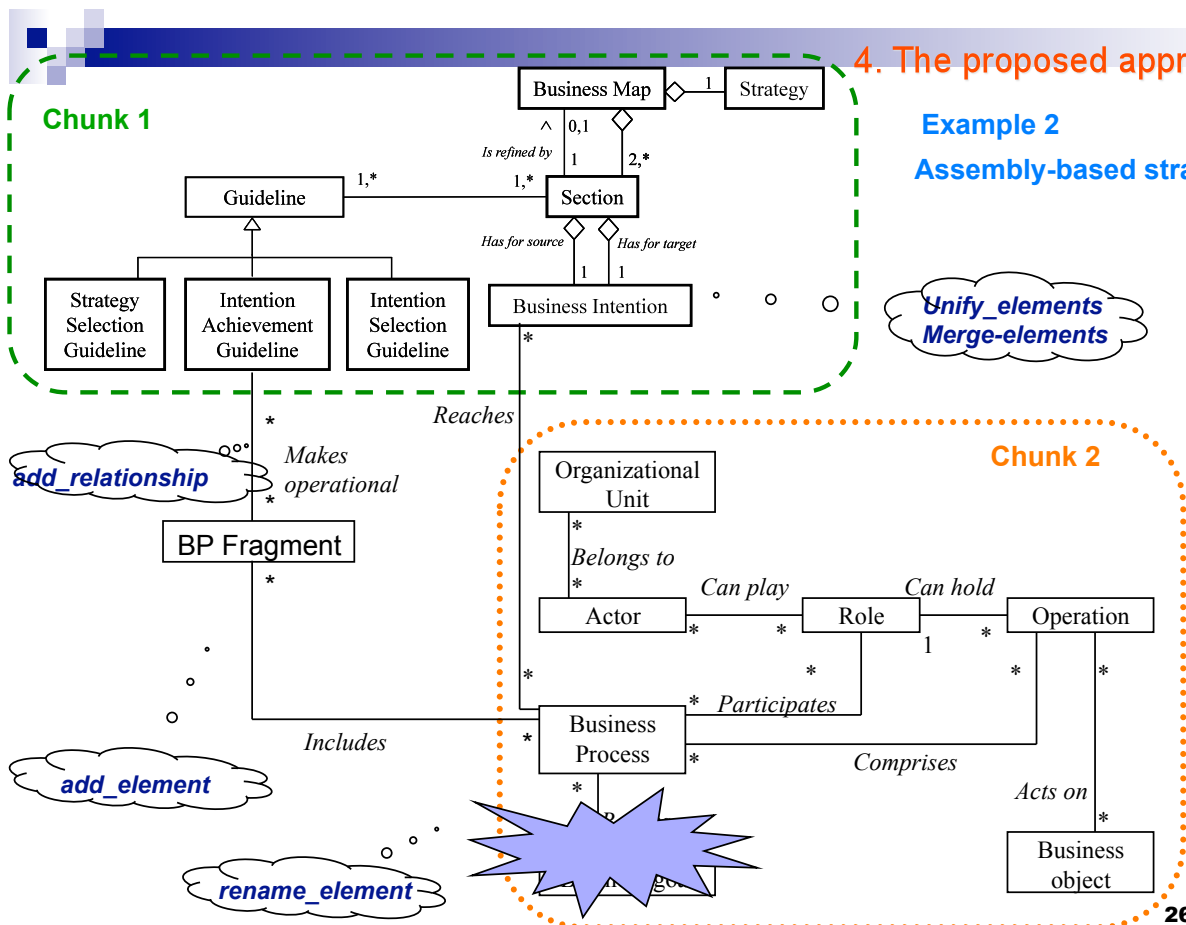 4. The proposed appr
Chunk 1
Business Map
1
Strategy
Example 2
Assembly-based stra
^
0,1
Is refined by
1
2,*
Guideline
1,*
1,*
Section
Has for source
Has for target
1
1
Strategy
Selection
Guideline
Intention
Achievement
Guideline
Intention
Selection
Guideline
Business Intention
Unify_elements
Merge-elements
*
*
Reaches
Makes
operational
add_relationship
*
BP Fragment
*
Chunk 2
Organizational
Unit
*
Belongs to
*
Actor
Can play
*
*
Role
Can hold
1
*
Operation
*
*
*
*
*
Participates
Business
Process
*
*
Comprises
*
Includes
add_element
Acts on
*
Business
object
rename_element
26